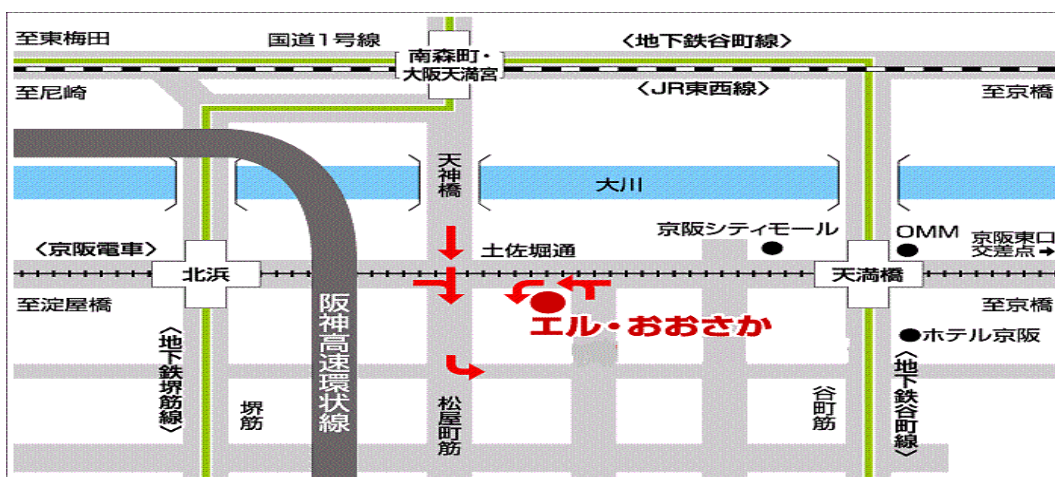 至東梅田
国道1号線
南森町・
大阪天満宮
〈地下鉄谷町線〉
至尼崎
〈JR東西線〉
至京橋
天神橋
大川
〈京阪電車〉
北浜
土佐堀通
京阪シティモール
OMM
京阪東口
交差点→
天満橋
至淀屋橋
至京橋
エル・おおさか
ホテル京阪
〈地下鉄堺筋線〉
堺筋
阪神高速環状線
松屋町筋
谷町筋
〈地下鉄谷町線〉